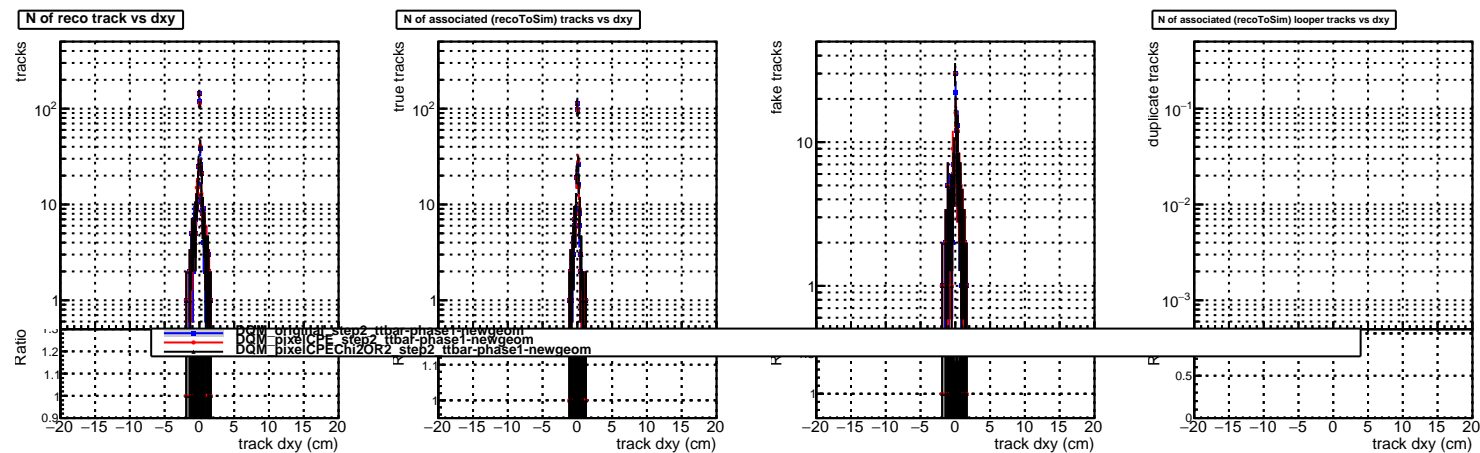 N of reco track vs dxy
tracks
10²
10
1
Ratio
1.3
1.2
1.1
1
0.9
−20 −15 −10 −5 0 5 10 15 20
track dxy (cm)
N of associated (recoToSim) tracks vs dxy
true tracks
10²
10
1
1.1
1
−20 −15 −10 −5 0 5 10 15 20
track dxy (cm)
fake tracks
10
1
1
−20 −15 −10 −5 0 5 10 15 20
track dxy (cm)
N of associated (recoToSim) looper tracks vs dxy
duplicate tracks
10⁻¹
10⁻²
10⁻³
0.5
0
−20 −15 −10 −5 0 5 10 15 20
track dxy (cm)
DQM_original_step2_ttbar-phase1-newgeom
DQM_pixelCPE_step2_ttbar-phase1-newgeom
DQM_pixelCPEChi2OR2_step2_ttbar-phase1-newgeom